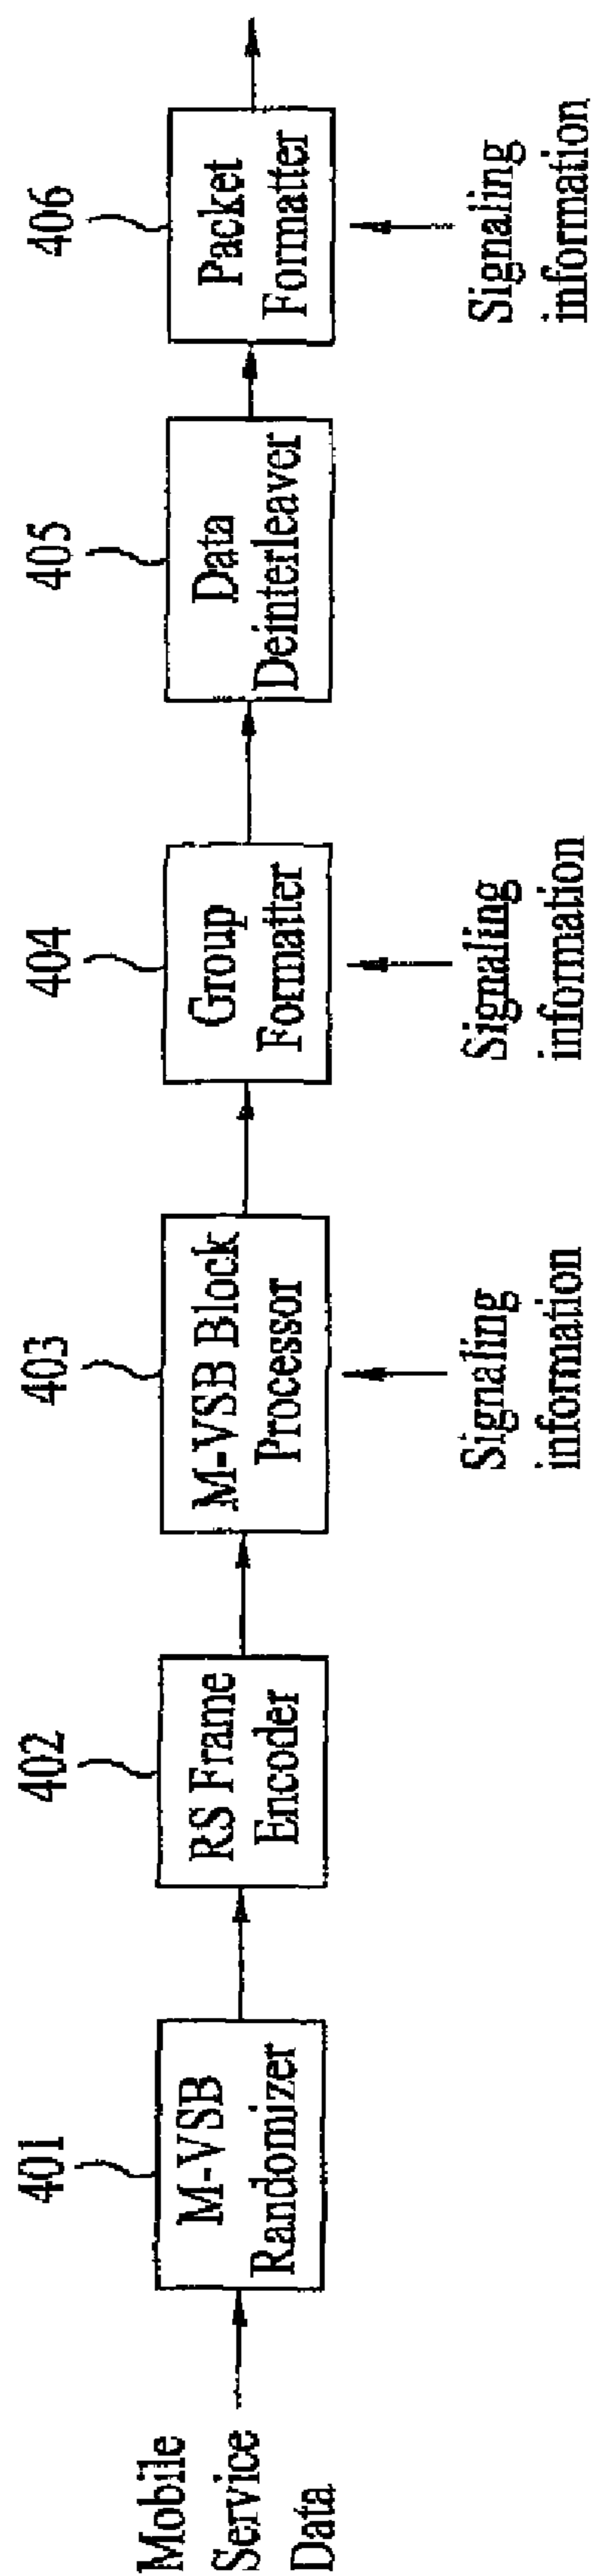 Mobile
Service
Data
401
M-VSB
Randomizer
402
RS Frame
Encoder
403
M-VSB Block
Processor
Signaling
information
404
Group
Formatter
Signaling
information
405
Data
Deinterleaver
406
Packet
Formatter
Signaling
information